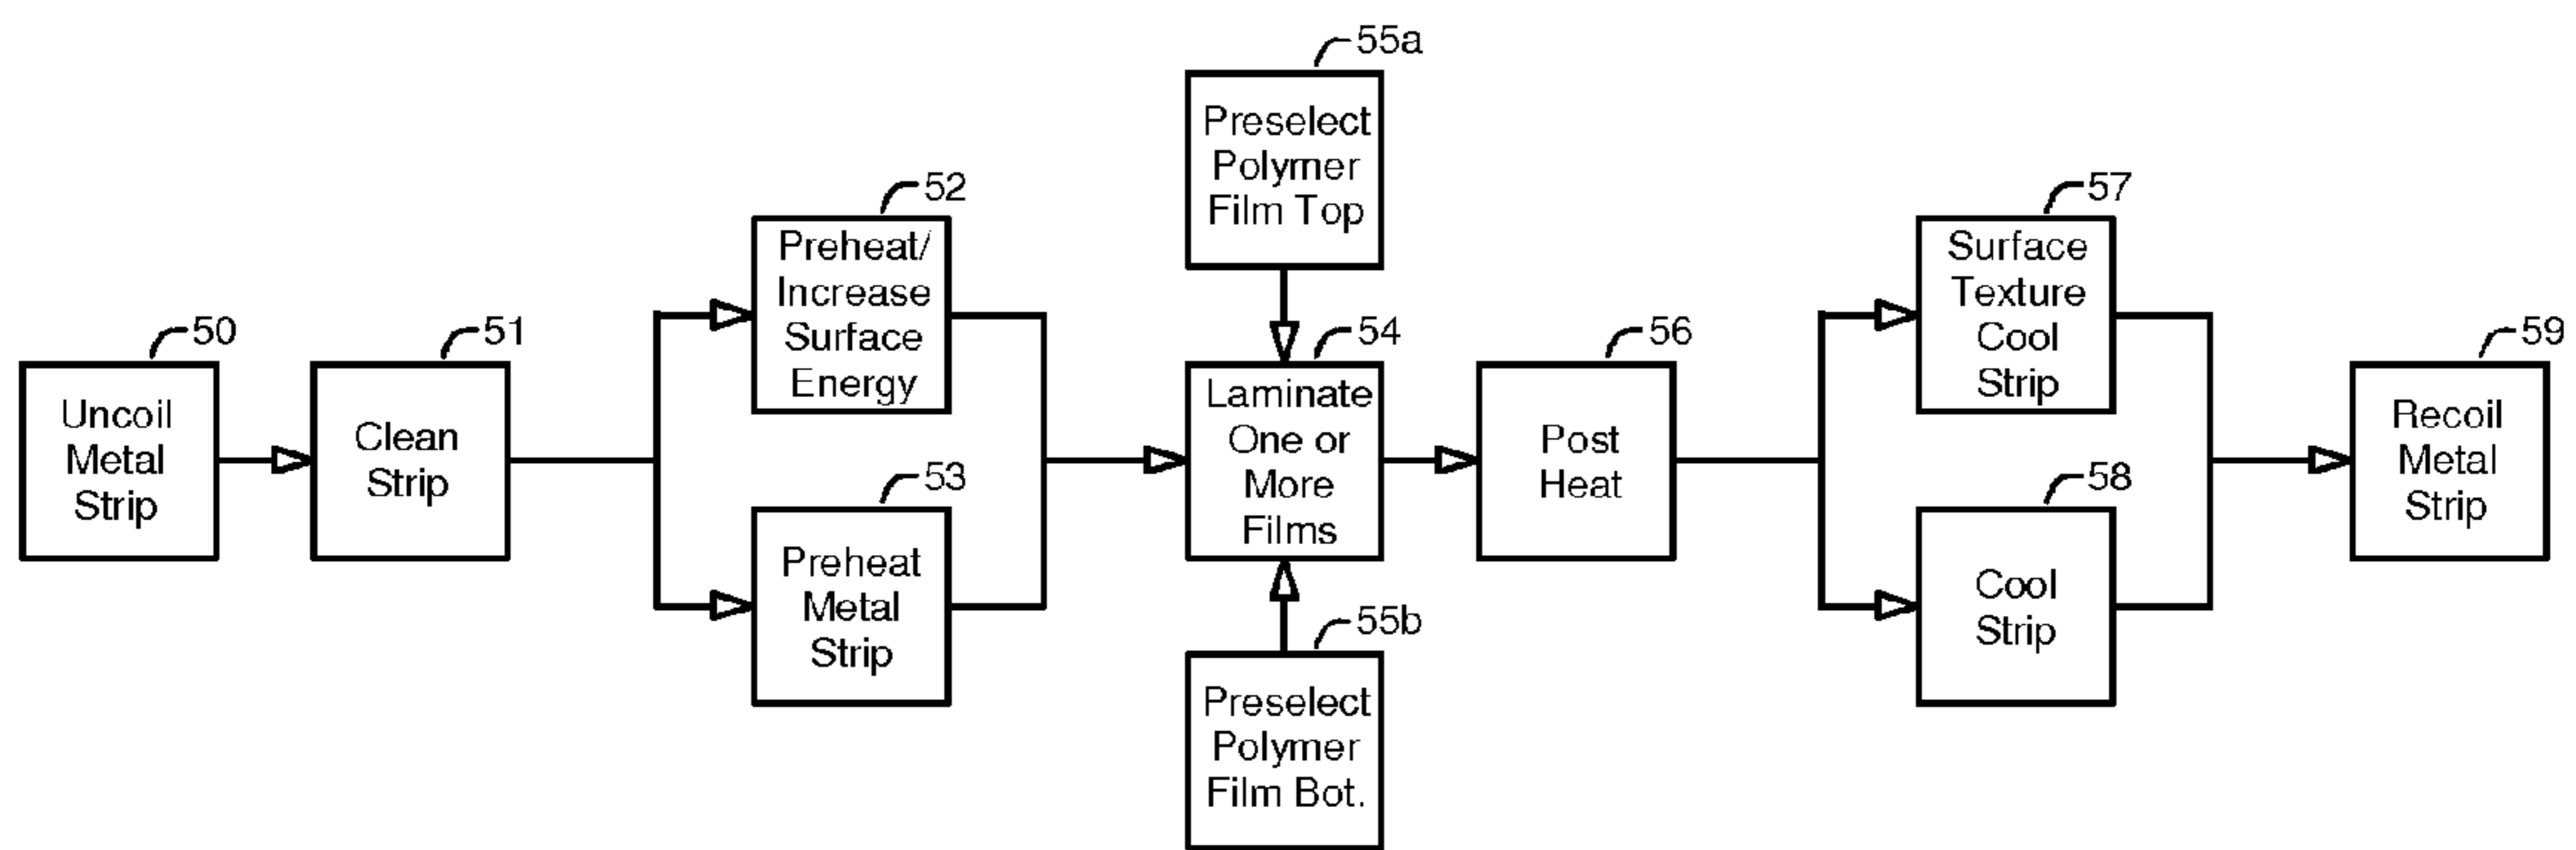 50
Uncoil
Metal
Strip
51
Clean
Strip
52
Preheat/
Increase
Surface
Energy
53
Preheat
Metal
Strip
55a
Preselect
Polymer
Film Top
54
Laminate
One or
More
Films
55b
Preselect
Polymer
Film Bot.
56
Post
Heat
57
Surface
Texture
Cool
Strip
58
Cool
Strip
59
Recoil
Metal
Strip